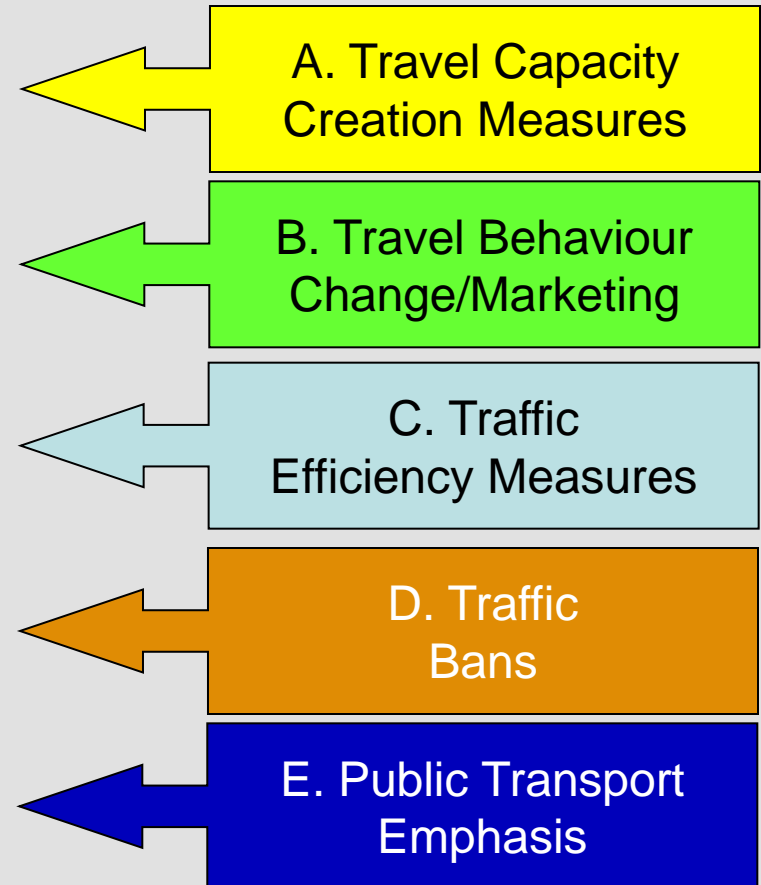 A. Travel Capacity
Creation Measures
B. Travel Behaviour
Change/Marketing
C. Traffic
Efficiency Measures
D. Traffic
Bans
E. Public Transport
Emphasis